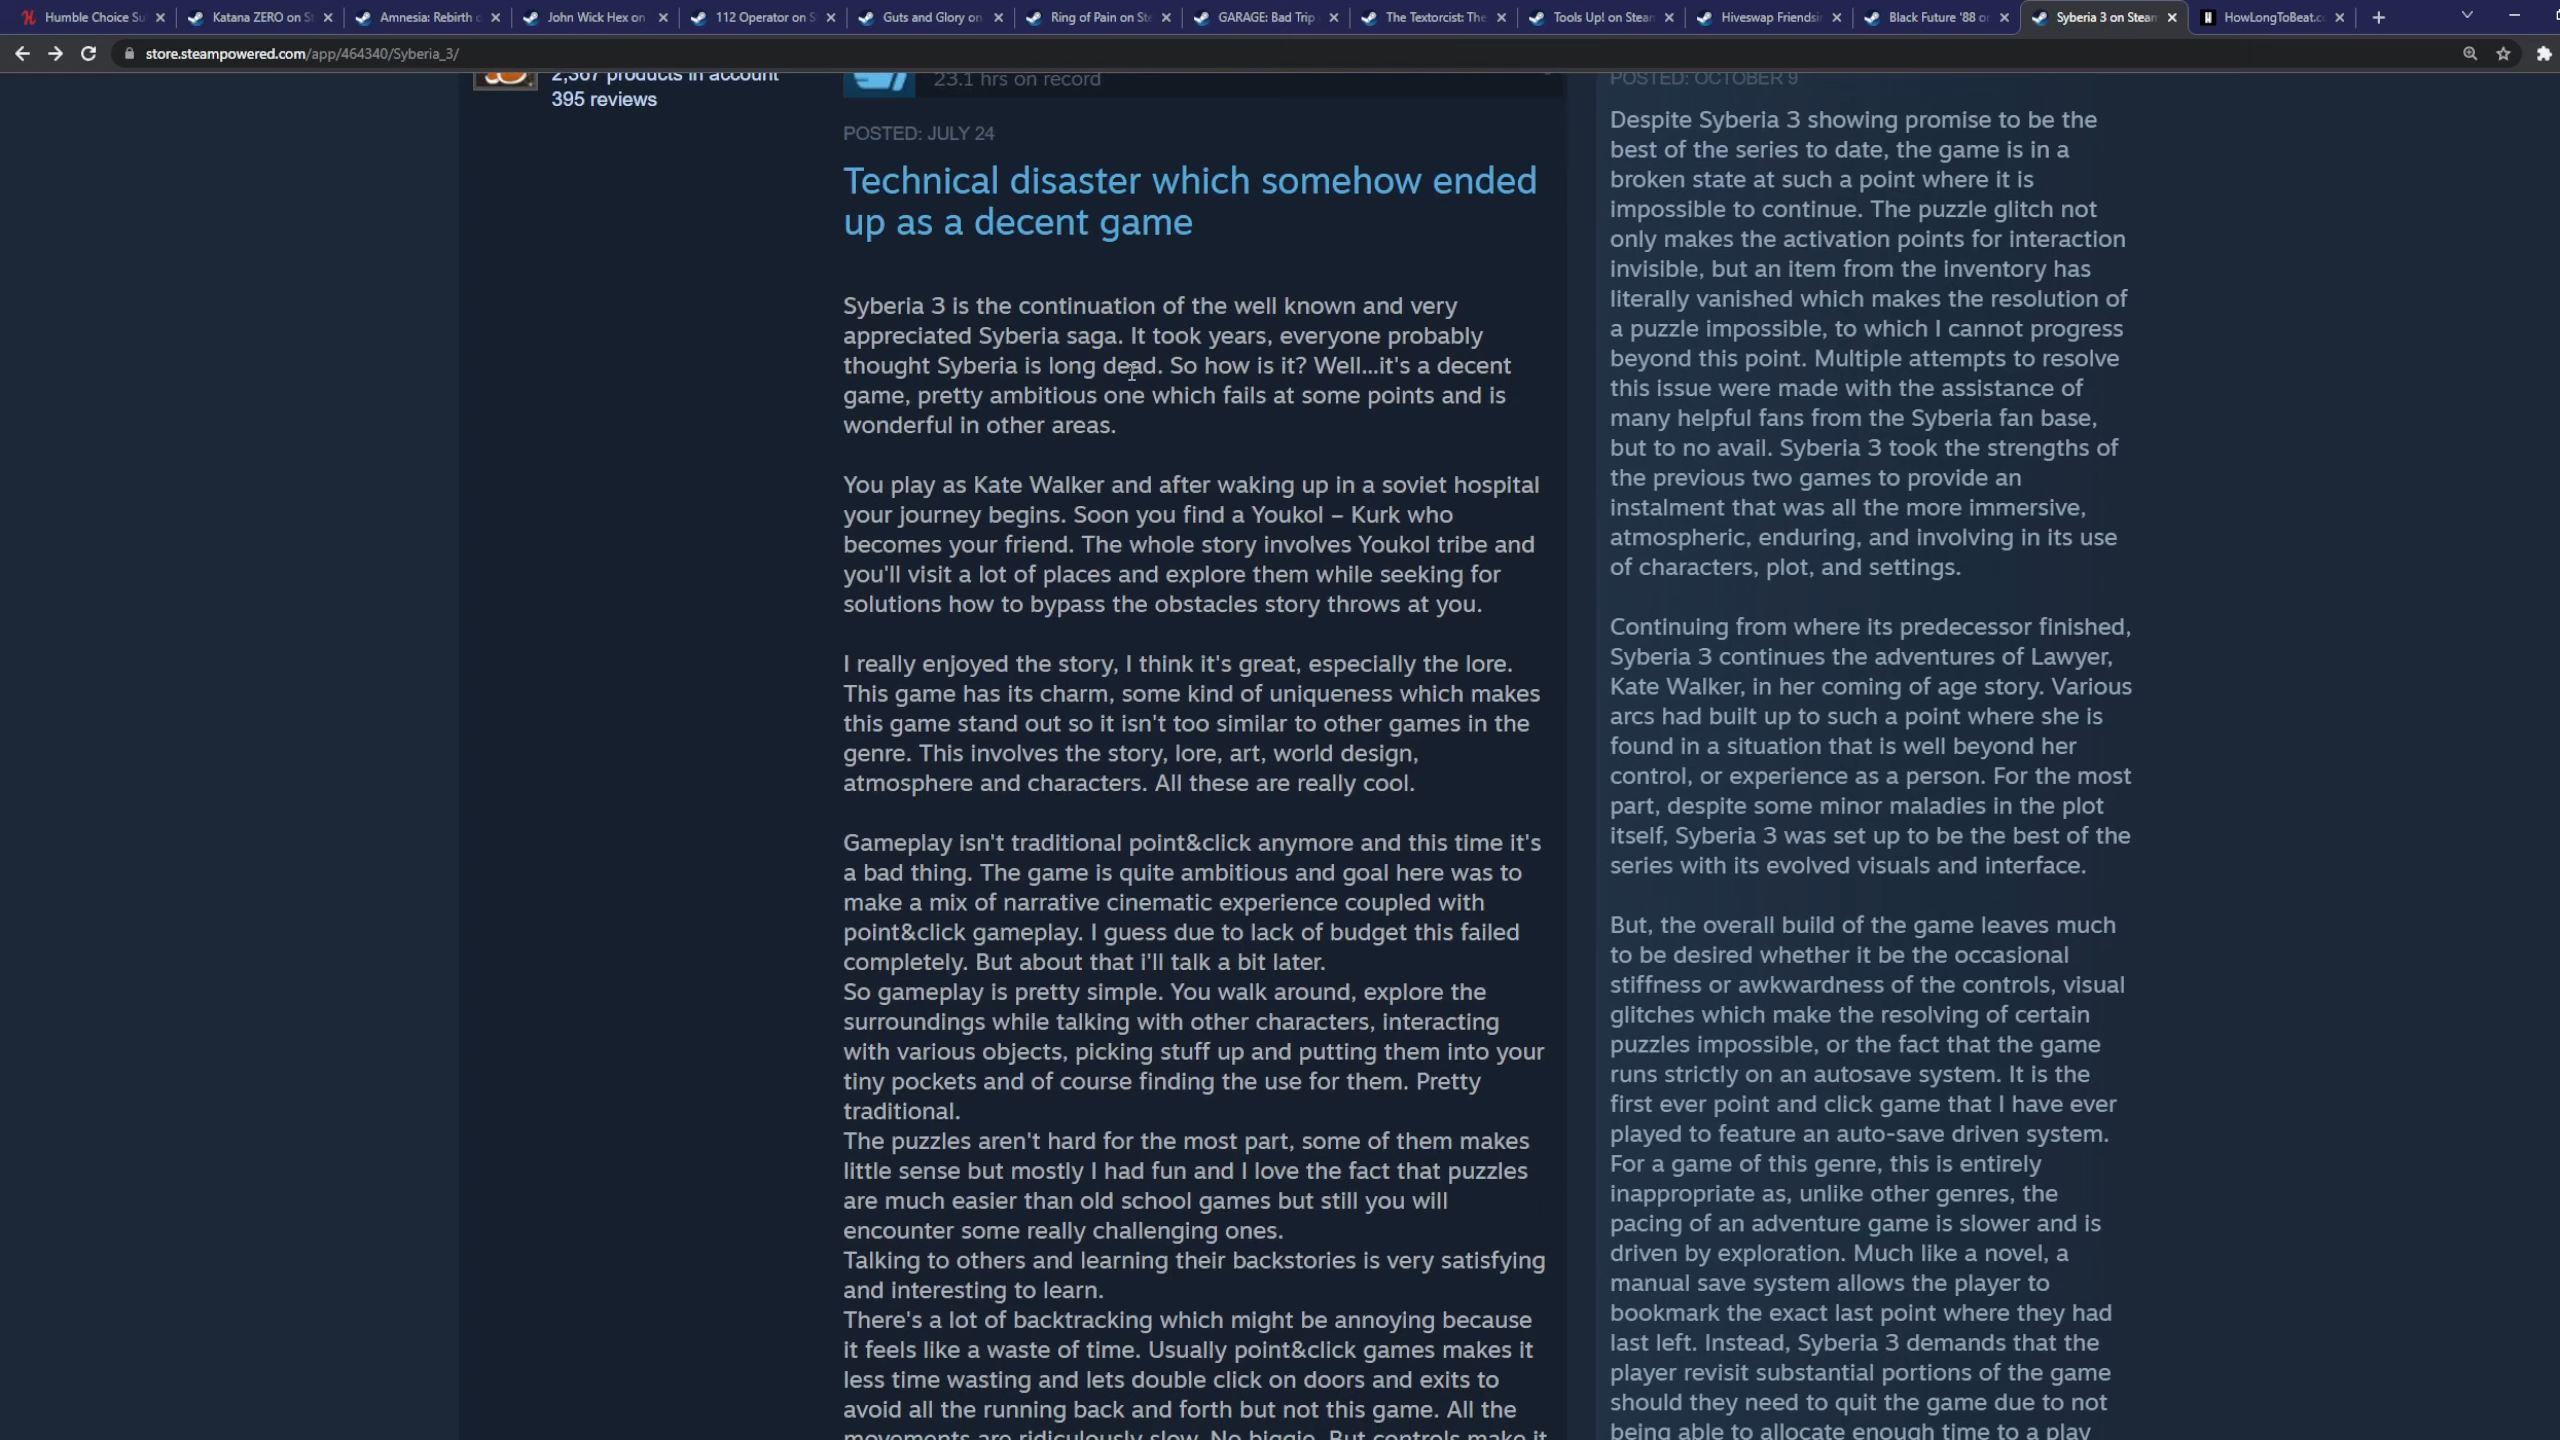 Humble Choice Su
Katana ZERO on St
Amnesia: Rebirth o
John Wick Hex on
112 Operator on S
Guts and Glory on
Ring of Pain on Ste
GARAGE: Bad Trip
The Textorcist: The
Tools Up! on Steam
Hiveswap Friendsi
Black Future '88 on
Syberia 3 on Steam
HowLongToBeat.c
store.steampowered.com/app/464340/Syberia_3/
2,367 products in account
395 reviews
23.1 hrs on record
POSTED: JULY 24
Technical disaster which somehow ended
up as a decent game
Syberia 3 is the continuation of the well known and very
appreciated Syberia saga. It took years, everyone probably
thought Syberia is long dead. So how is it? Well...it's a decent
game, pretty ambitious one which fails at some points and is
wonderful in other areas.
You play as Kate Walker and after waking up in a soviet hospital
your journey begins. Soon you find a Youkol – Kurk who
becomes your friend. The whole story involves Youkol tribe and
you'll visit a lot of places and explore them while seeking for
solutions how to bypass the obstacles story throws at you.
I really enjoyed the story, I think it's great, especially the lore.
This game has its charm, some kind of uniqueness which makes
this game stand out so it isn't too similar to other games in the
genre. This involves the story, lore, art, world design,
atmosphere and characters. All these are really cool.
Gameplay isn't traditional point&click anymore and this time it's
a bad thing. The game is quite ambitious and goal here was to
make a mix of narrative cinematic experience coupled with
point&click gameplay. I guess due to lack of budget this failed
completely. But about that i'll talk a bit later.
So gameplay is pretty simple. You walk around, explore the
surroundings while talking with other characters, interacting
with various objects, picking stuff up and putting them into your
tiny pockets and of course finding the use for them. Pretty
traditional.
The puzzles aren't hard for the most part, some of them makes
little sense but mostly I had fun and I love the fact that puzzles
are much easier than old school games but still you will
encounter some really challenging ones.
Talking to others and learning their backstories is very satisfying
and interesting to learn.
There's a lot of backtracking which might be annoying because
it feels like a waste of time. Usually point&click games makes it
less time wasting and lets double click on doors and exits to
avoid all the running back and forth but not this game. All the
movements are ridiculously slow. No biggie. But controls make it
POSTED: OCTOBER 9
Despite Syberia 3 showing promise to be the
best of the series to date, the game is in a
broken state at such a point where it is
impossible to continue. The puzzle glitch not
only makes the activation points for interaction
invisible, but an item from the inventory has
literally vanished which makes the resolution of
a puzzle impossible, to which I cannot progress
beyond this point. Multiple attempts to resolve
this issue were made with the assistance of
many helpful fans from the Syberia fan base,
but to no avail. Syberia 3 took the strengths of
the previous two games to provide an
instalment that was all the more immersive,
atmospheric, enduring, and involving in its use
of characters, plot, and settings.
Continuing from where its predecessor finished,
Syberia 3 continues the adventures of Lawyer,
Kate Walker, in her coming of age story. Various
arcs had built up to such a point where she is
found in a situation that is well beyond her
control, or experience as a person. For the most
part, despite some minor maladies in the plot
itself, Syberia 3 was set up to be the best of the
series with its evolved visuals and interface.
But, the overall build of the game leaves much
to be desired whether it be the occasional
stiffness or awkwardness of the controls, visual
glitches which make the resolving of certain
puzzles impossible, or the fact that the game
runs strictly on an autosave system. It is the
first ever point and click game that I have ever
played to feature an auto-save driven system.
For a game of this genre, this is entirely
inappropriate as, unlike other genres, the
pacing of an adventure game is slower and is
driven by exploration. Much like a novel, a
manual save system allows the player to
bookmark the exact last point where they had
last left. Instead, Syberia 3 demands that the
player revisit substantial portions of the game
should they need to quit the game due to not
being able to allocate enough time to a play